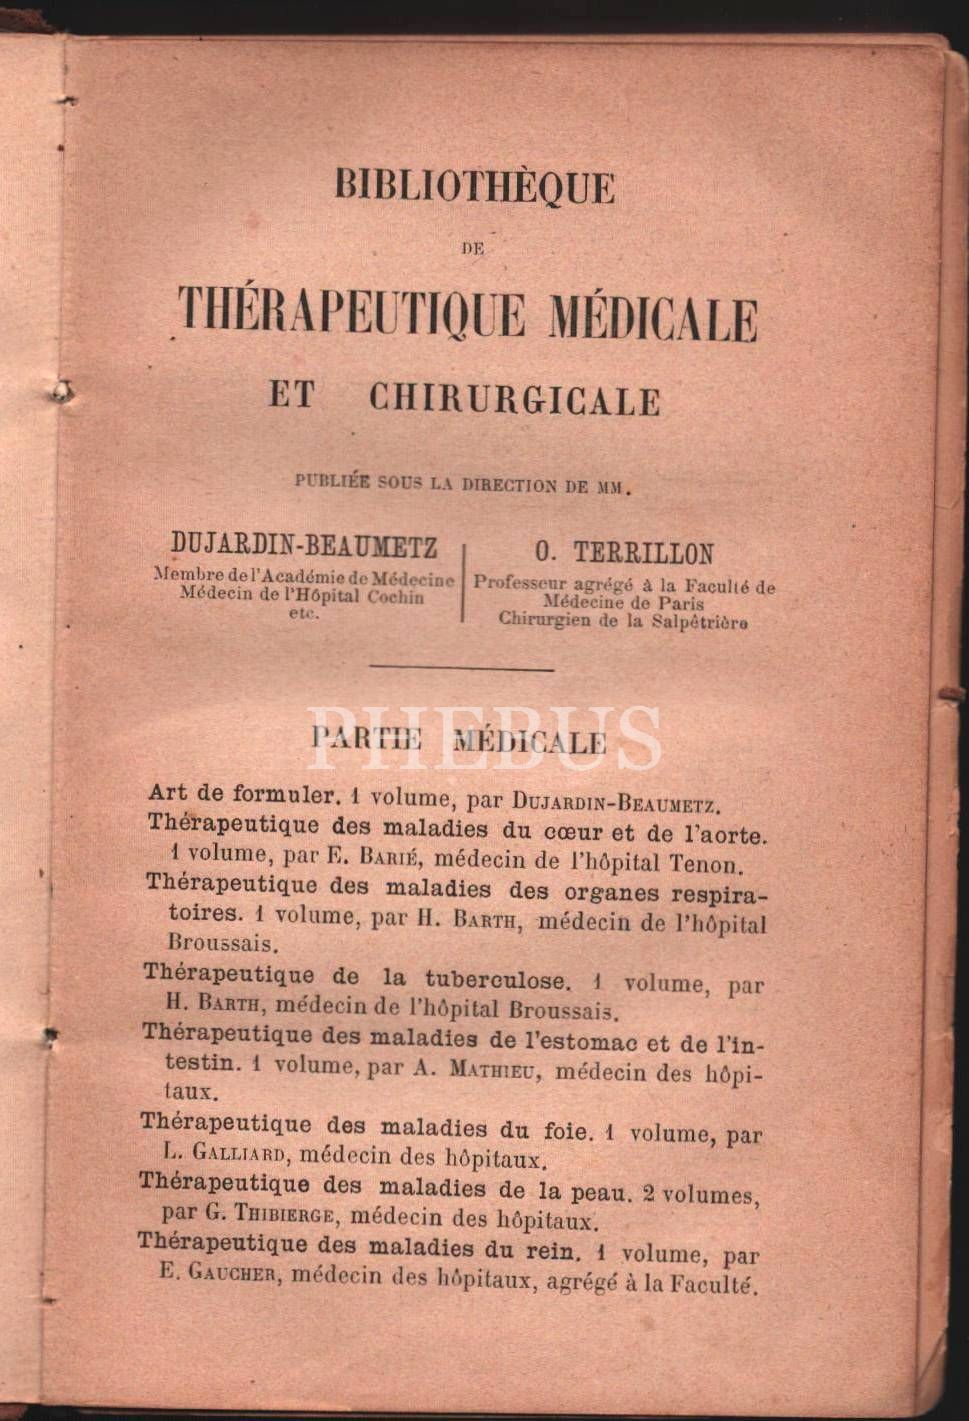 BIBLIOTHÈQUE
DE
THÉRAPEUTIQUE MÉDICALE
ET CHIRURGICALE
PUBLIÉE SOUS LA DIRECTION DE MM.
DUJARDIN-BEAUMETZ
Membre de l'Académie de Médecine
Médecin de l'Hôpital Cochin
etc.
O. TERRILLON
Professeur agrégé à la Faculté de
Médecine de Paris
Chirurgien de la Salpêtrière
PHEBUS
PARTIE MÉDICALE
Art de formuler. 1 volume, par DUJARDIN-BEAUMETZ.
Thérapeutique des maladies du cœur et de l'aorte.
1 volume, par E. BARIÉ, médecin de l'hôpital Tenon.
Thérapeutique des maladies des organes respira-
toires. 1 volume, par H. BARTH, médecin de l'hôpital
Broussais.
Thérapeutique de la tuberculose. 1 volume, par
H. BARTH, médecin de l'hôpital Broussais.
Thérapeutique des maladies de l'estomac et de l'in-
testin. 1 volume, par A. MATHIEU, médecin des hôpi-
taux.
Thérapeutique des maladies du foie. 1 volume, par
L. GALLIARD, médecin des hôpitaux.
Thérapeutique des maladies de la peau. 2 volumes,
par G. THIBIERGE, médecin des hôpitaux.
Thérapeutique des maladies du rein. 1 volume, par
E. GAUCHER, médecin des hôpitaux, agrégé à la Faculté.